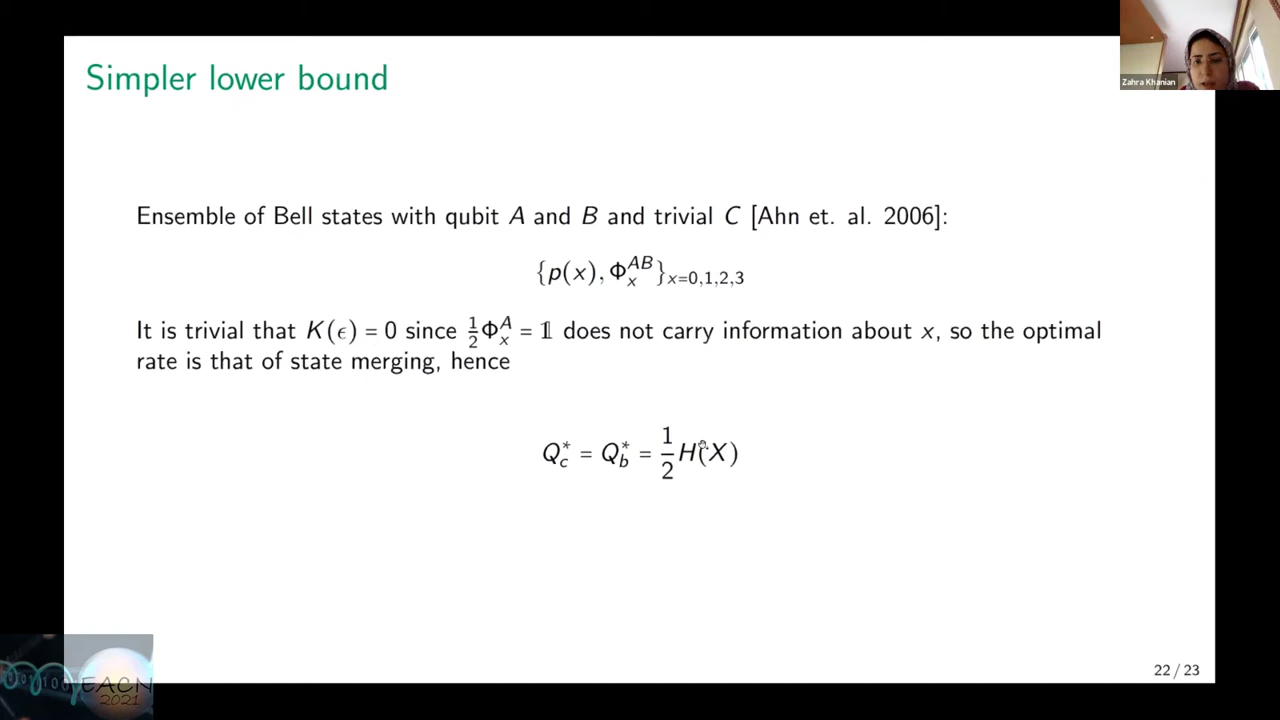 Simpler lower bound
Zahra Khanian
Ensemble of Bell states with qubit A and B and trivial C [Ahn et. al. 2006]:
{p(x), Φ_x^{AB}}_{x=0,1,2,3}
It is trivial that K(ϵ) = 0 since ½Φ_x^A = 𝟙 does not carry information about x, so the optimal
rate is that of state merging, hence
Q_c^* = Q_b^* = ½H(X)
EACN
2021
22 / 23